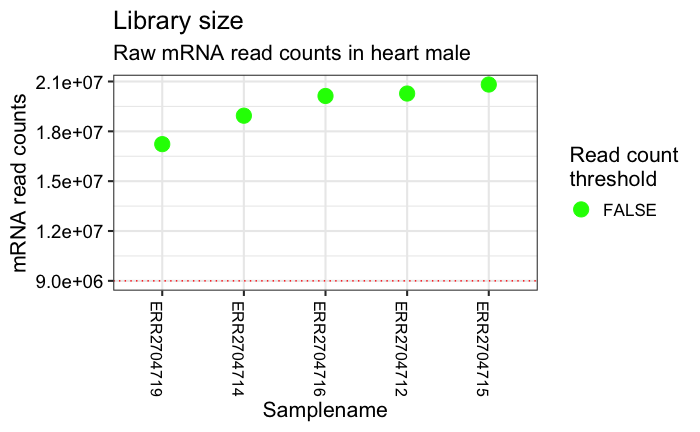 Library size
Raw mRNA read counts in heart male
mRNA read counts
2.1e+07
1.8e+07
1.5e+07
1.2e+07
9.0e+06
ERR2704719
ERR2704714
ERR2704716
ERR2704712
ERR2704715
Samplename
Read count
threshold
FALSE